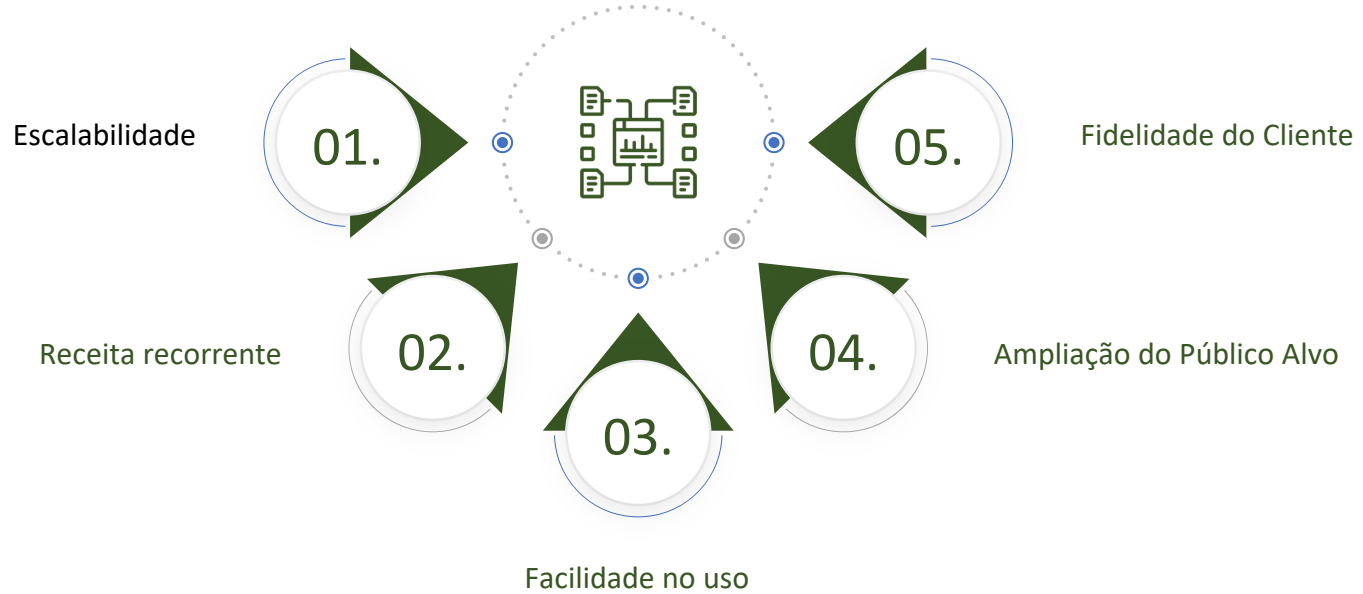 Escalabilidade
01.
Receita recorrente
02.
03.
Facilidade no uso
04.
Ampliação do Público Alvo
05.
Fidelidade do Cliente